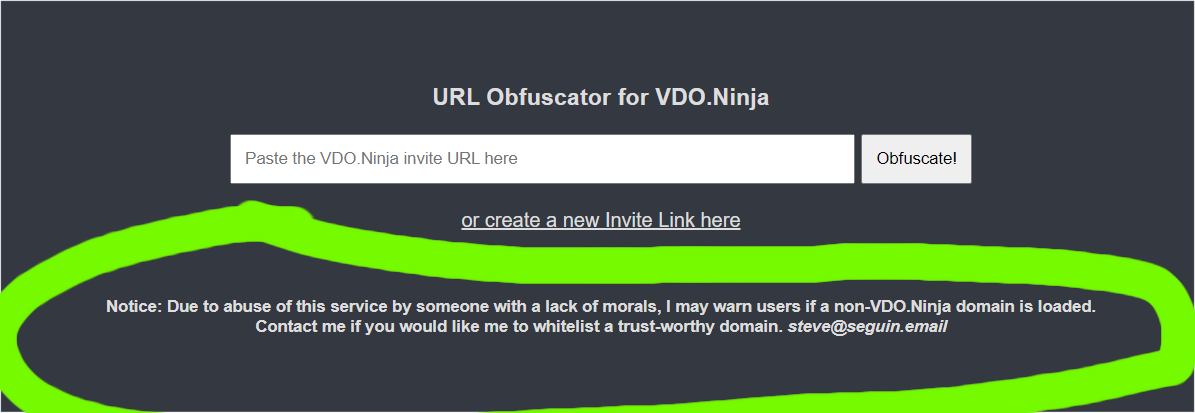 URL Obfuscator for VDO.Ninja
Paste the VDO.Ninja invite URL here
Obfuscate!
or create a new Invite Link here
Notice: Due to abuse of this service by someone with a lack of morals, I may warn users if a non-VDO.Ninja domain is loaded.
Contact me if you would like me to whitelist a trust-worthy domain. steve@seguin.email